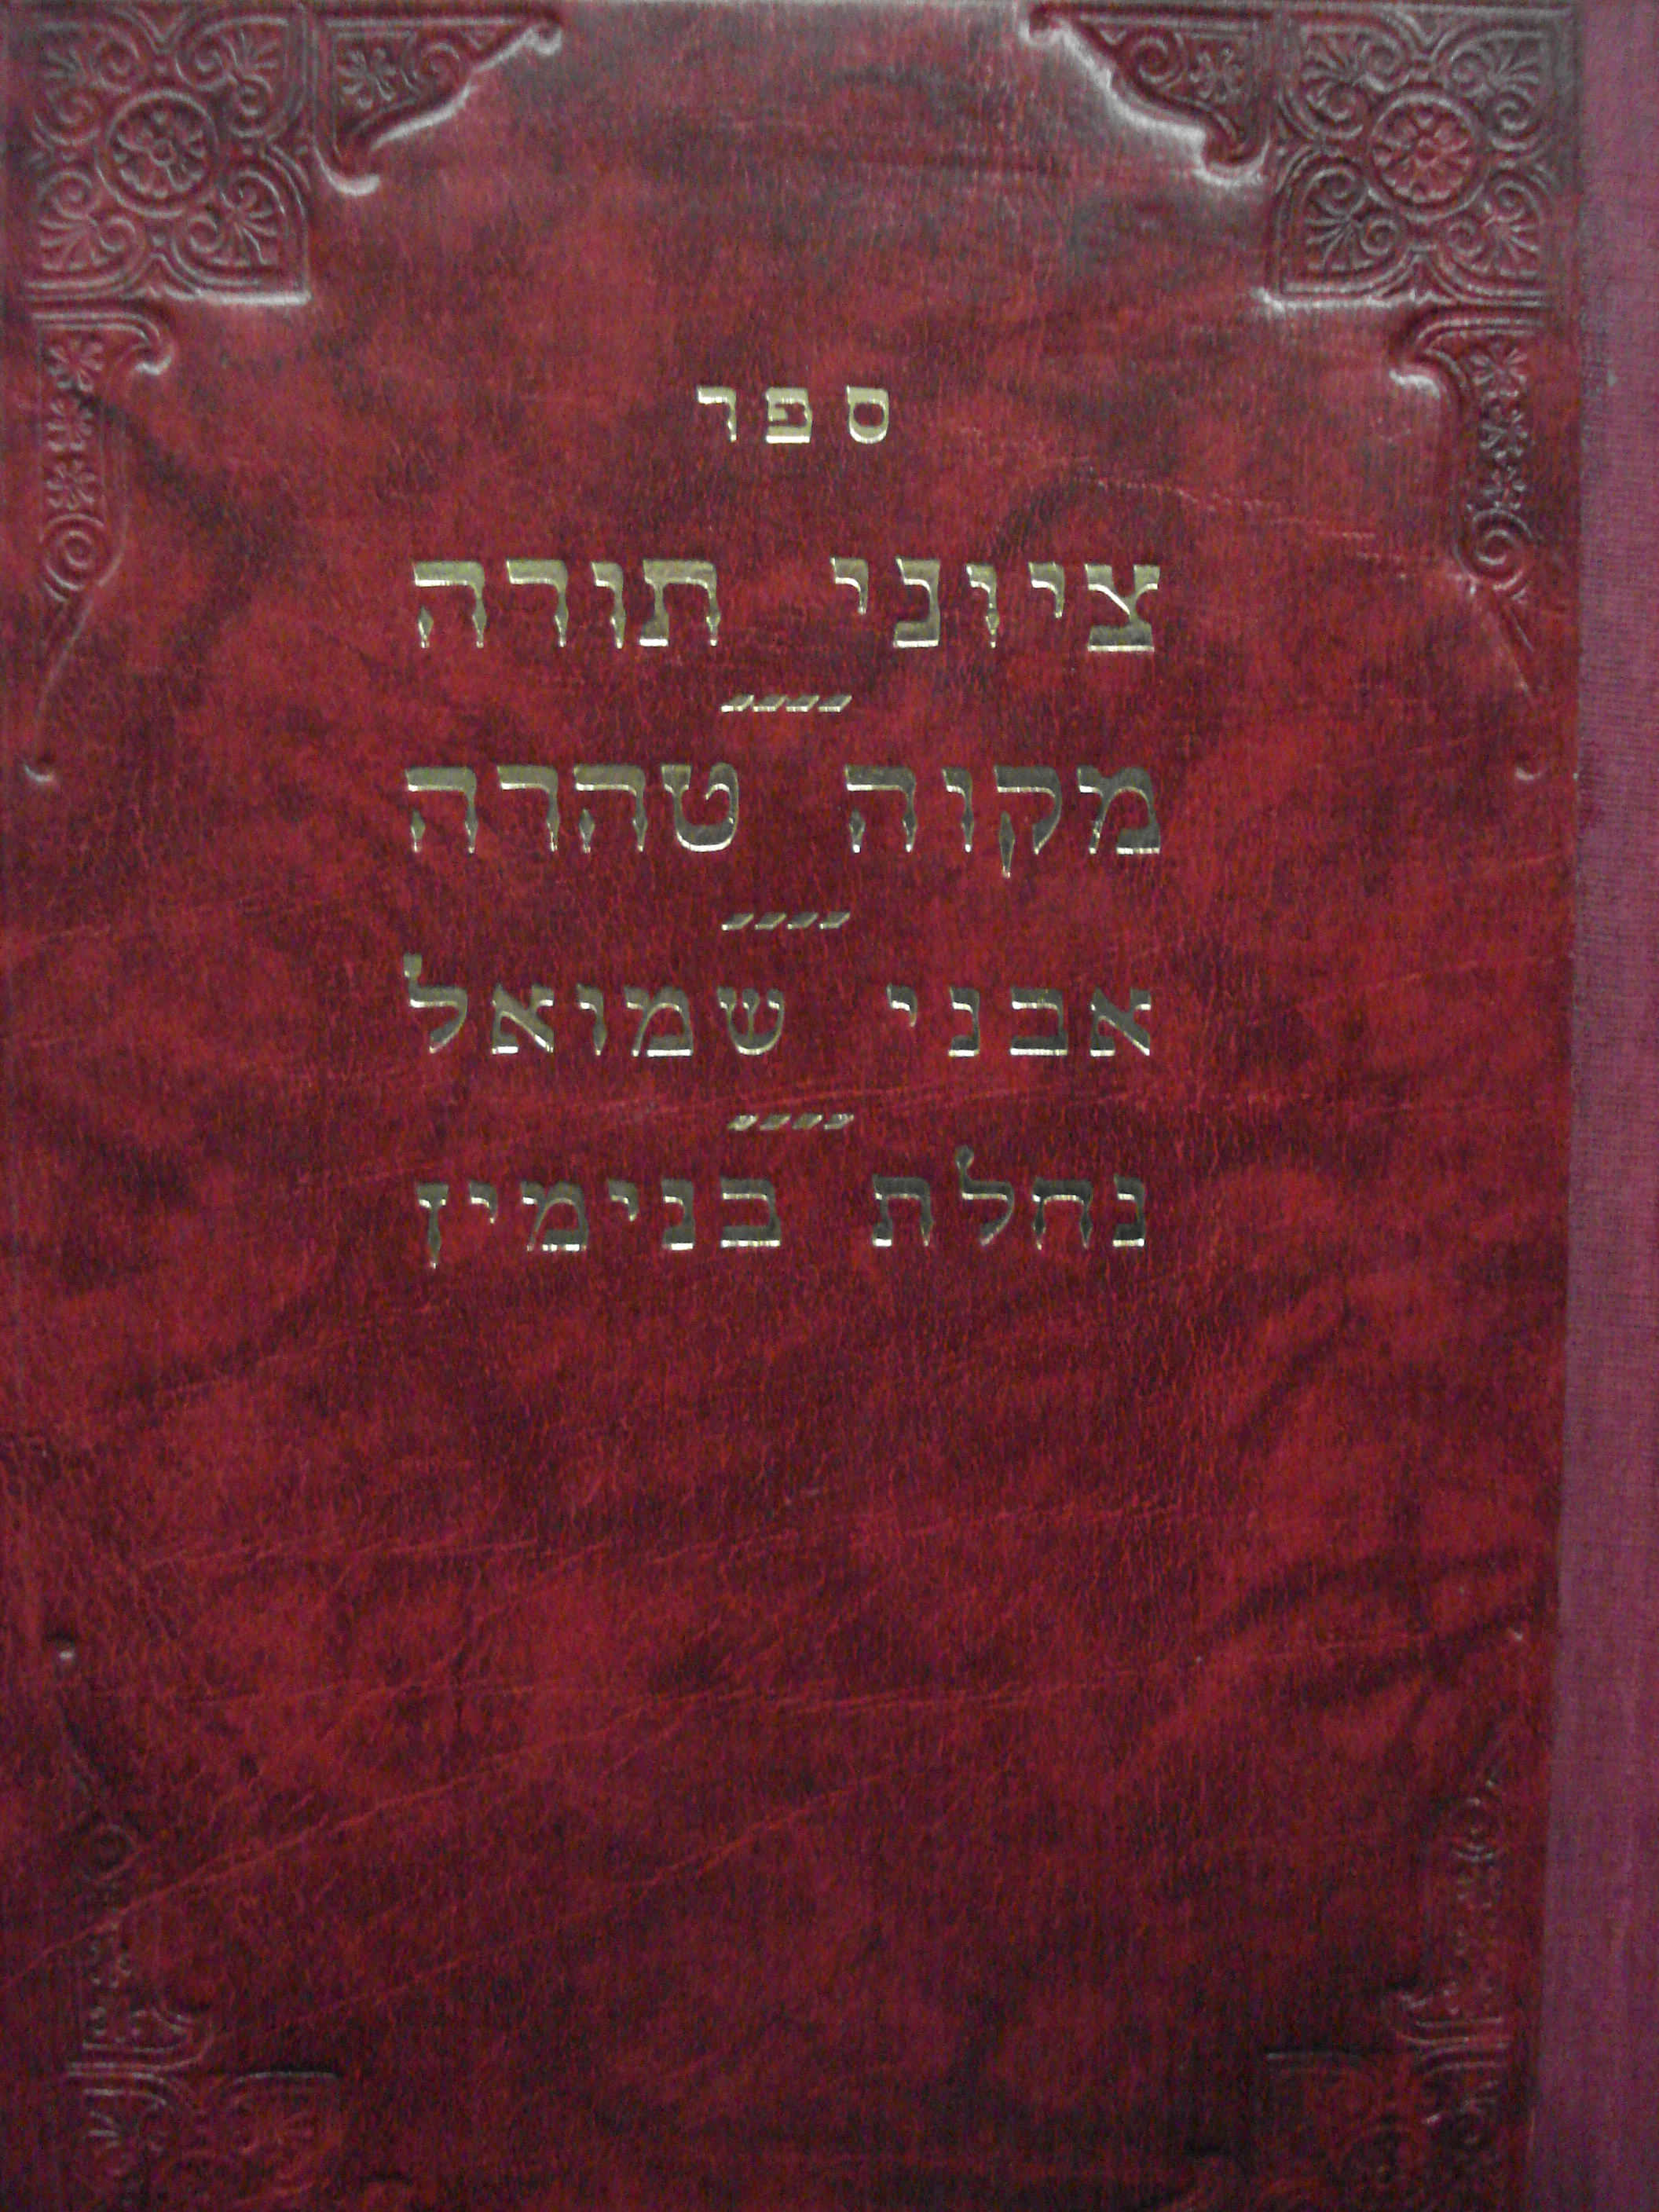 ספר
ציוני תורה
מקוה טהרה
אבני שמואל
נחלת בנימין